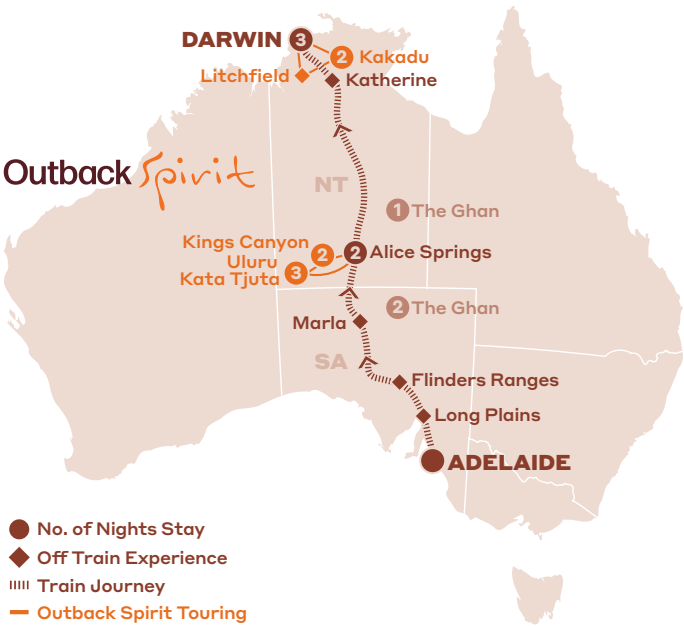 DARWIN 3
2 Kakadu
Litchfield
Katherine
Outback Spirit
NT
1 The Ghan
Kings Canyon 2
2 Alice Springs
Uluru
Kata Tjuta 3
2 The Ghan
Marla
SA
Flinders Ranges
Long Plains
ADELAIDE
No. of Nights Stay
Off Train Experience
Train Journey
Outback Spirit Touring